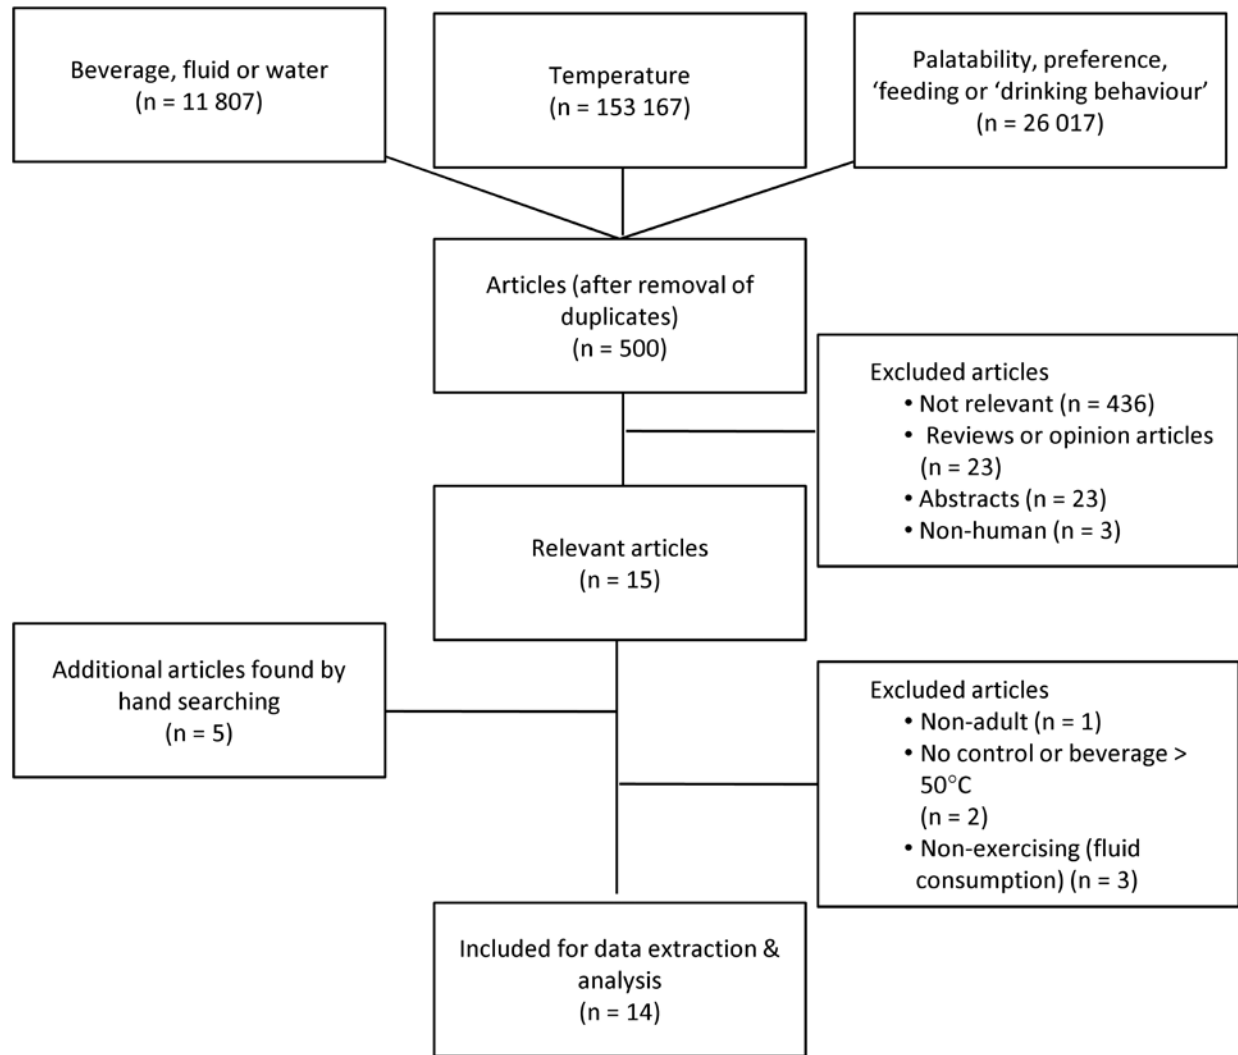 Beverage, fluid or water
(n = 11 807)
Temperature
(n = 153 167)
Palatability, preference,
‘feeding or ‘drinking behaviour’
(n = 26 017)
Articles (after removal of
duplicates)
(n = 500)
Excluded articles
• Not relevant (n = 436)
• Reviews or opinion articles
(n = 23)
• Abstracts (n = 23)
• Non-human (n = 3)
Relevant articles
(n = 15)
Additional articles found by
hand searching
(n = 5)
Excluded articles
• Non-adult (n = 1)
• No control or beverage >
50°C
(n = 2)
• Non-exercising (fluid
consumption) (n = 3)
Included for data extraction &
analysis
(n = 14)